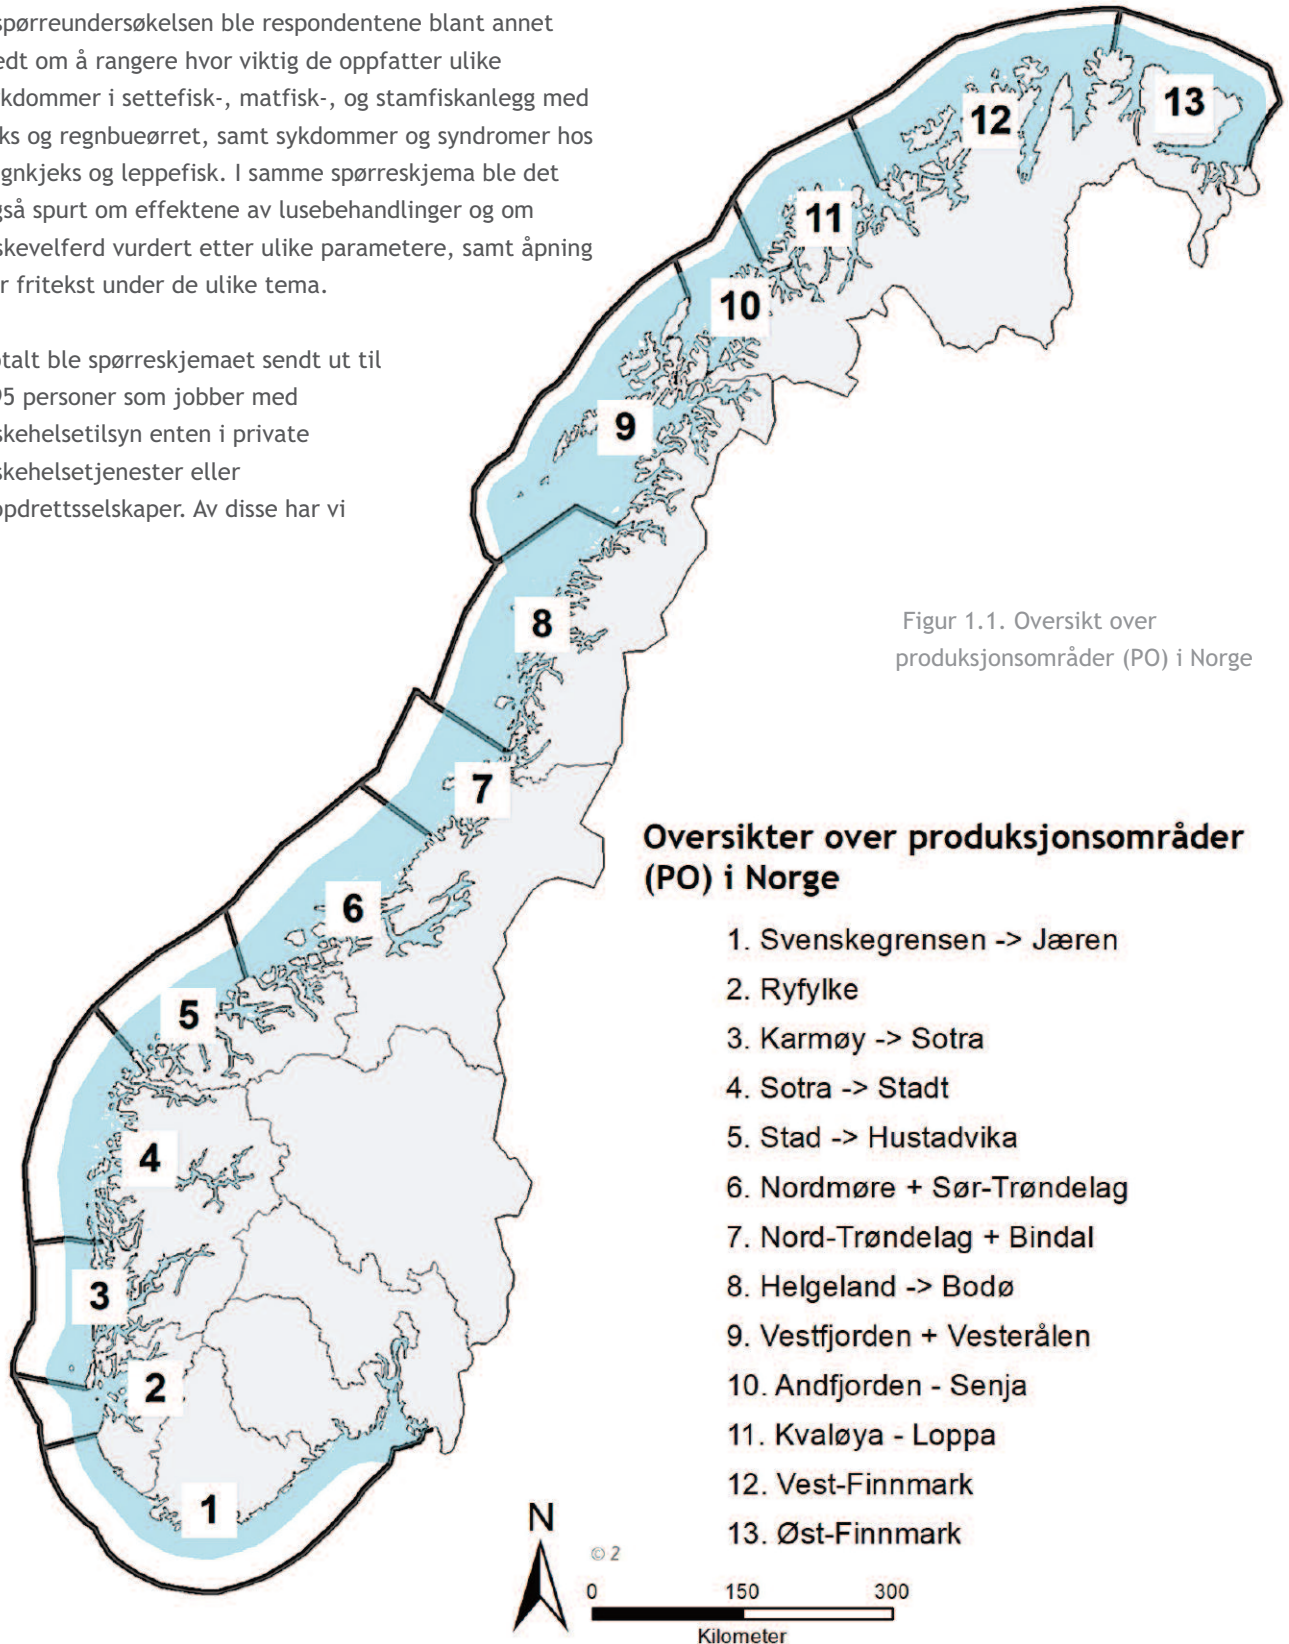 spørreundersøkelsen ble respondentene blant annet
edt om å rangere hvor viktig de oppfatter ulike
kdommer i settefisk-, matfisk-, og stamfiskanlegg med
ks og regnbueørret, samt sykdommer og syndromer hos
gnkjeks og leppefisk. I samme spørreskjema ble det
gså spurt om effektene av lusebehandlinger og om
skevelferd vurdert etter ulike parametere, samt åpning
r fritekst under de ulike tema.
otalt ble spørreskjemaet sendt ut til
95 personer som jobber med
skehelsetilsyn enten i private
skehelsetjenester eller
ppdrettsselskaper. Av disse har vi
13
12
11
10
9
8
7
6
5
4
3
2
1
Figur 1.1. Oversikt over
produksjonsområder (PO) i Norge
Oversikter over produksjonsområder
(PO) i Norge
1. Svenskegrensen -> Jæren
2. Ryfylke
3. Karmøy -> Sotra
4. Sotra -> Stadt
5. Stad -> Hustadvika
6. Nordmøre + Sør-Trøndelag
7. Nord-Trøndelag + Bindal
8. Helgeland -> Bodø
9. Vestfjorden + Vesterålen
10. Andfjorden - Senja
11. Kvaløya - Loppa
12. Vest-Finnmark
13. Øst-Finnmark
N
© 2
0 150 300
Kilometer